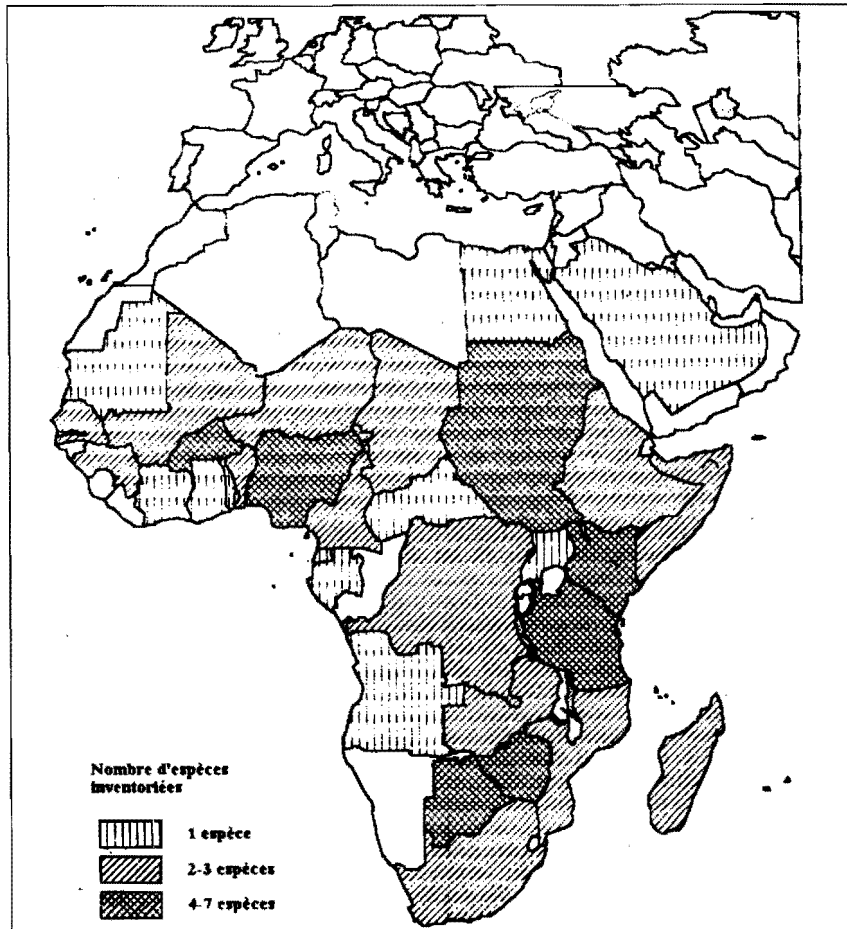 Nombre d'espèces
inventoriées
1 espèce
2-3 espèces
4-7 espèces